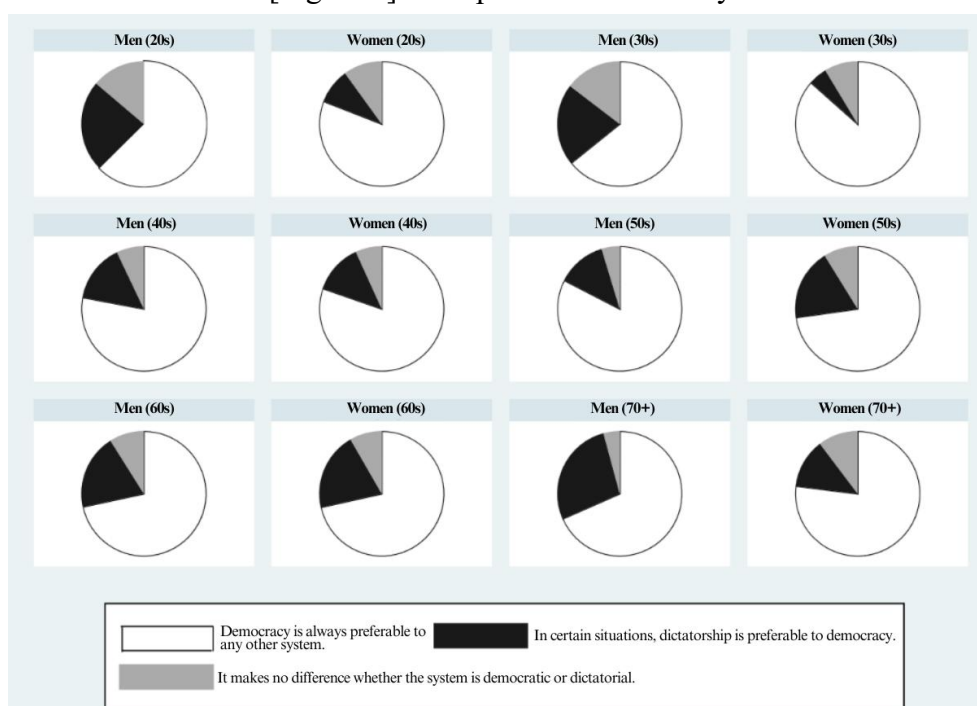 Men (20s) Women (20s) Men (30s) Women (30s)
Men (40s) Women (40s) Men (50s) Women (50s)
Men (60s) Women (60s) Men (70+) Women (70+)
Democracy is always preferable to
any other system.
In certain situations, dictatorship is preferable to democracy.
It makes no difference whether the system is democratic or dictatorial.